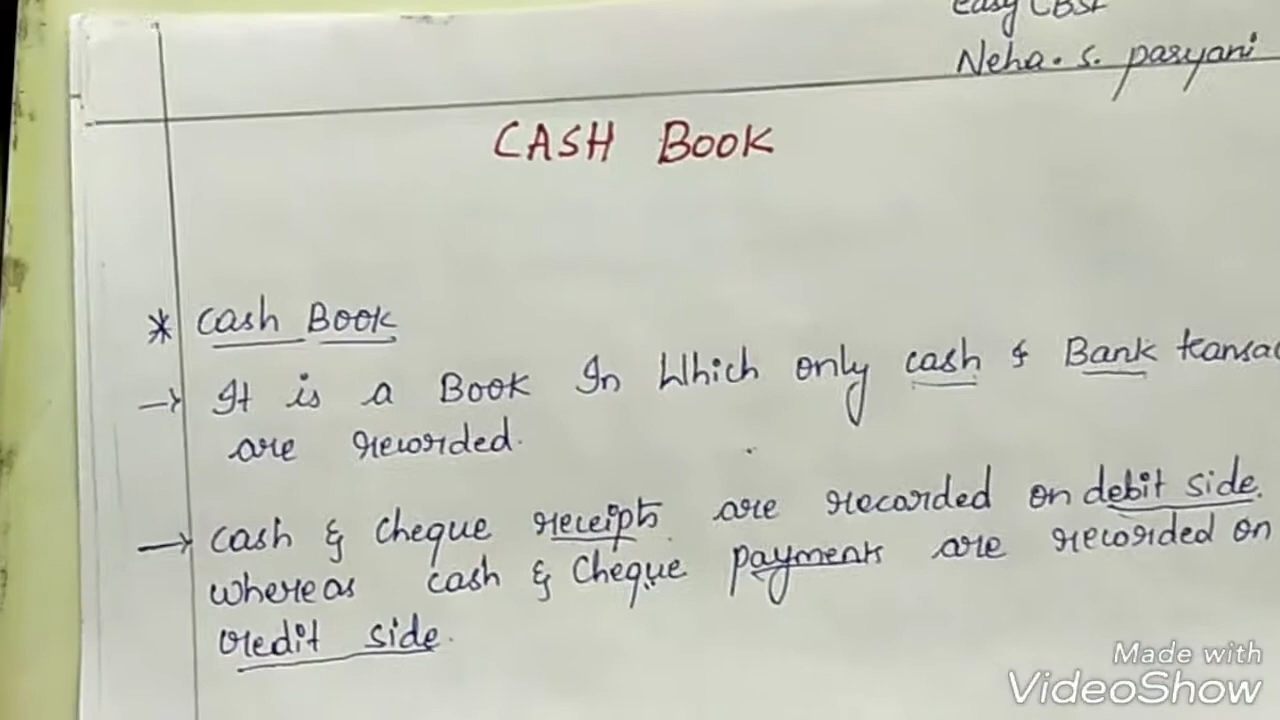 easy CBSE
Neha. S. Paryani
CASH BOOK
* Cash Book
→ It is a Book In Which only cash & Bank transac
are recorded.
→ Cash & Cheque receipts are recorded on debit side.
whereas cash & Cheque payments are recorded on
credit side.
Made with
VideoShow